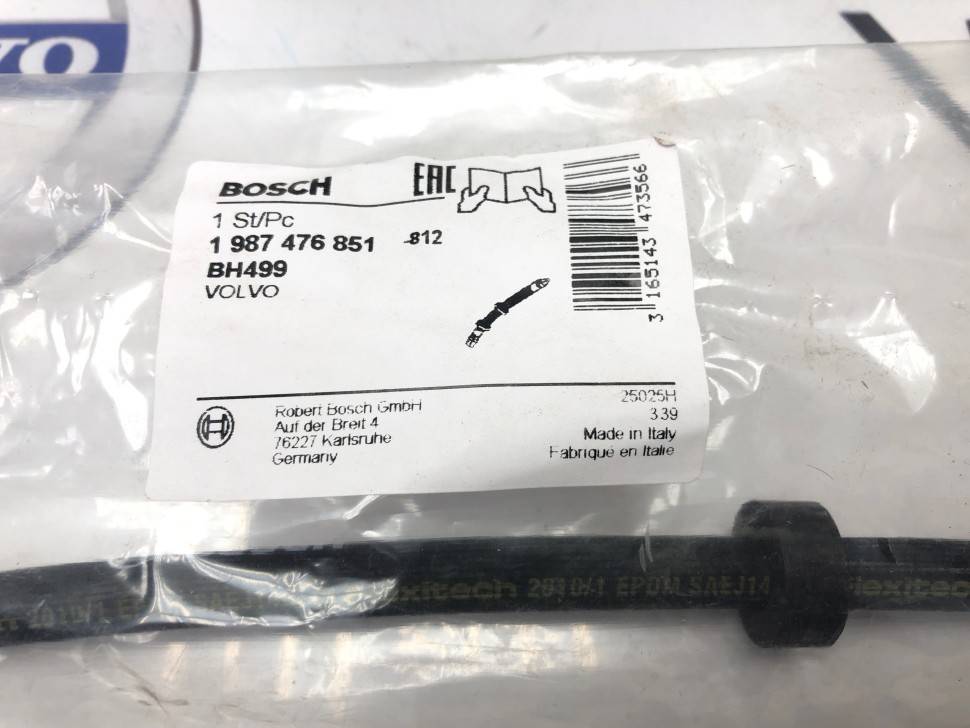 VO
BOSCH EAC
1 St/Pc
1 987 476 851 -812
BH499
VOLVO
3 165143 473566
Robert Bosch GmbH
Auf der Breit 4
76227 Karlsruhe
Germany
25025H
339
Made in Italy
Fabriqué en Italie
flexitech 2810/1 EPDM SAEJ14 flexitech